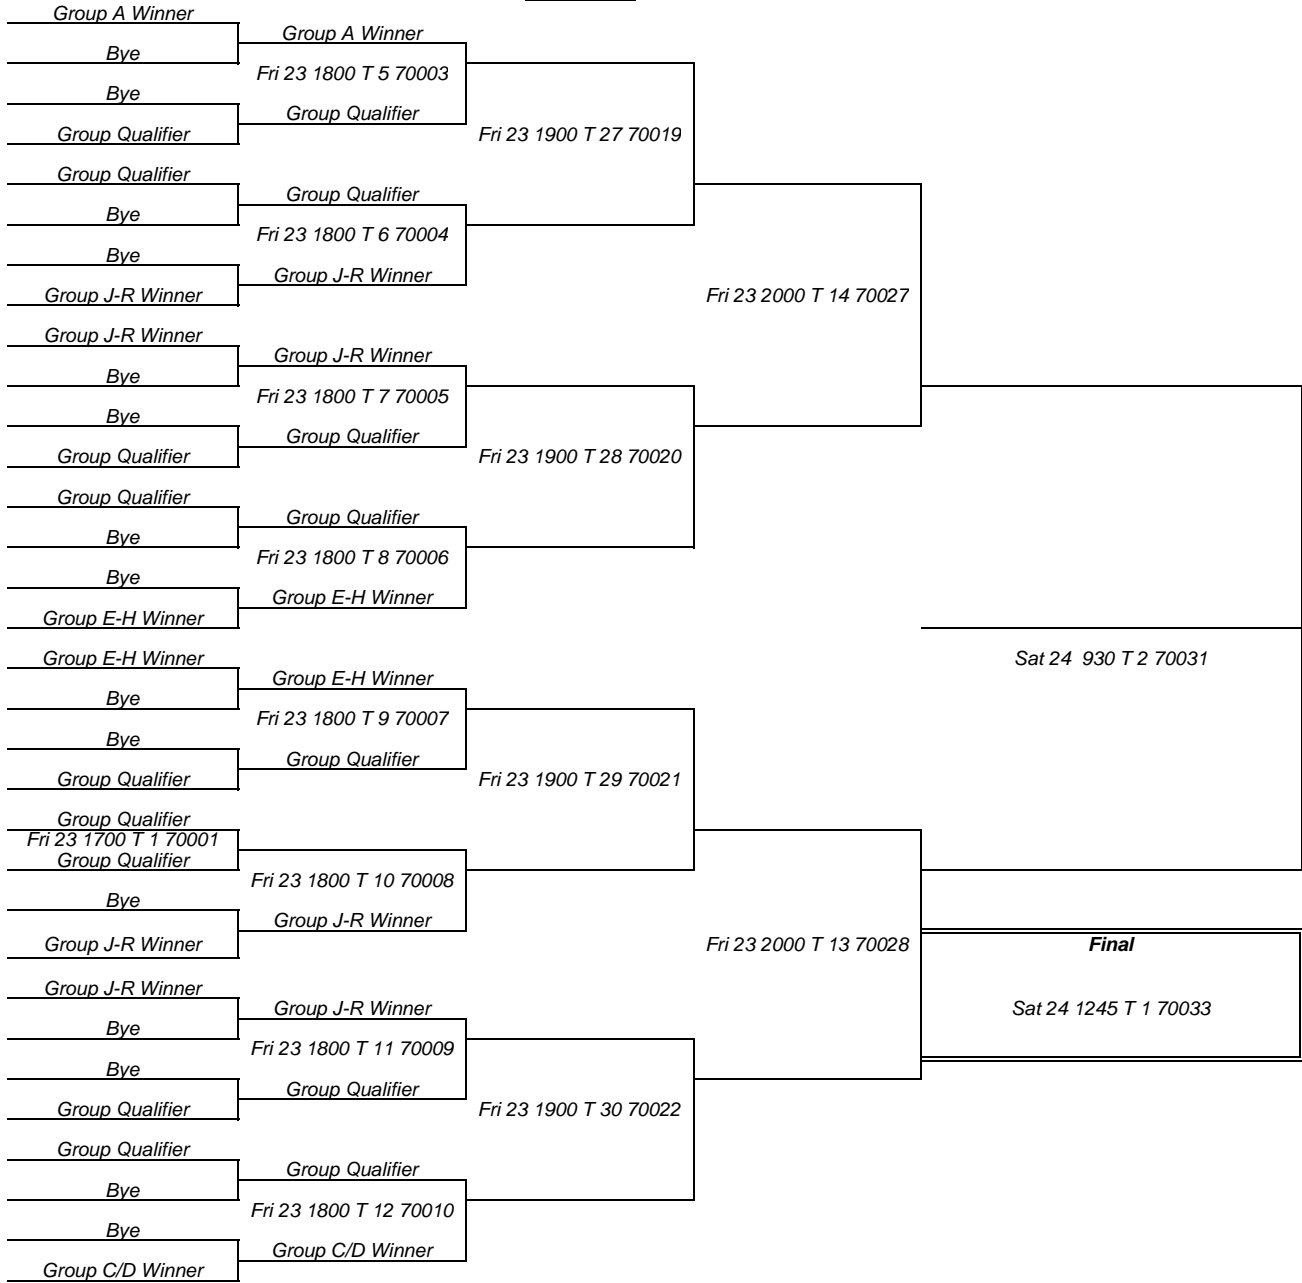 Group A Winner
Group A Winner
Bye
Fri 23 1800 T 5 70003
Bye
Group Qualifier
Group Qualifier
Fri 23 1900 T 27 70019
Group Qualifier
Group Qualifier
Bye
Fri 23 1800 T 6 70004
Bye
Group J-R Winner
Group J-R Winner
Fri 23 2000 T 14 70027
Group J-R Winner
Group J-R Winner
Bye
Fri 23 1800 T 7 70005
Bye
Group Qualifier
Group Qualifier
Fri 23 1900 T 28 70020
Group Qualifier
Group Qualifier
Bye
Fri 23 1800 T 8 70006
Bye
Group E-H Winner
Group E-H Winner
Group E-H Winner
Sat 24 930 T 2 70031
Group E-H Winner
Bye
Fri 23 1800 T 9 70007
Bye
Group Qualifier
Group Qualifier
Fri 23 1900 T 29 70021
Group Qualifier
Fri 23 1700 T 1 70001
Group Qualifier
Fri 23 1800 T 10 70008
Bye
Group J-R Winner
Group J-R Winner
Fri 23 2000 T 13 70028
Final
Group J-R Winner
Group J-R Winner
Sat 24 1245 T 1 70033
Bye
Fri 23 1800 T 11 70009
Bye
Group Qualifier
Group Qualifier
Fri 23 1900 T 30 70022
Group Qualifier
Group Qualifier
Bye
Fri 23 1800 T 12 70010
Bye
Group C/D Winner
Group C/D Winner